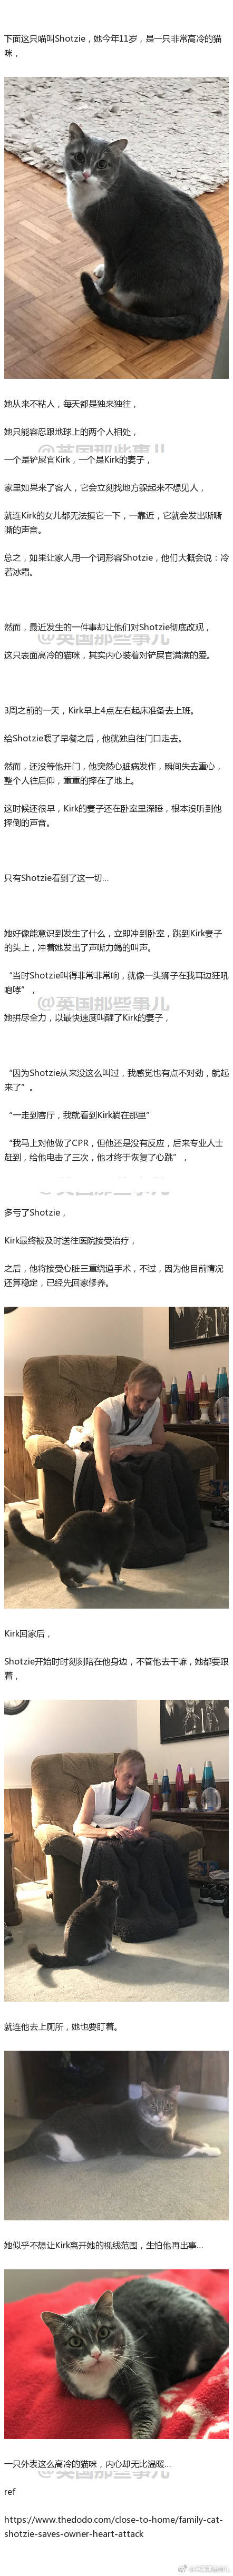 下面这只喵叫Shotzie，她今年11岁，是一只非常高冷的猫
咪，
她从来不粘人，每天都是独来独往，
她只能容忍跟地球上的两个人相处，
@英国那些事儿
一个是铲屎官Kirk，一个是Kirk的妻子，
家里如果来了客人，它会立刻找地方躲起来不想见人，
就连Kirk的女儿都无法摸它一下，一靠近，它就会发出嘶嘶
嘶的声音。
总之，如果让家人用一个词形容Shotzie，他们大概会说：冷
若冰霜。
然而，最近发生的一件事却让他们对Shotzie彻底改观，
@英国那些事儿
这只表面高冷的猫咪，其实内心装着对铲屎官满满的爱。
3周之前的一天，Kirk早上4点左右起床准备去上班。
给Shotzie喂了早餐之后，他就独自往门口走去。
然而，还没等他开门，他突然心脏病发作，瞬间失去重心，
整个人往后仰，重重的摔在了地上。
这时候还很早，Kirk的妻子还在卧室里深睡，根本没听到他
摔倒的声音。
只有Shotzie看到了这一切...
她好像能意识到发生了什么，立即冲到卧室，跳到Kirk妻子
的头上，冲着她发出了声嘶力竭的叫声。
“当时Shotzie叫得非常非常响，就像一头狮子在我耳边狂吼
咆哮”，
@英国那些事儿
她拼尽全力，以最快速度叫醒了Kirk的妻子，
“因为Shotzie从来没这么叫过，我感觉也有点不对劲，就起
来了”。
“一走到客厅，我就看到Kirk躺在那里”
“我马上对他做了CPR，但他还是没有反应，后来专业人士
赶到，给他电击了三次，他才终于恢复了心跳”，
@英国那些事儿
多亏了Shotzie，
Kirk最终被及时送往医院接受治疗，
之后，他将接受心脏三重绕道手术，不过，因为他目前情况
还算稳定，已经先回家修养。
Kirk回家后，
Shotzie开始时时刻刻陪在他身边，不管他去干嘛，她都要跟
着，
就连他去上厕所，她也要盯着。
她似乎不想让Kirk离开她的视线范围，生怕他再出事...
一只外表这么高冷的猫咪，内心却无比温暖...
@英国那些事儿
ref
https://www.thedodo.com/close-to-home/family-cat-
shotzie-saves-owner-heart-attack